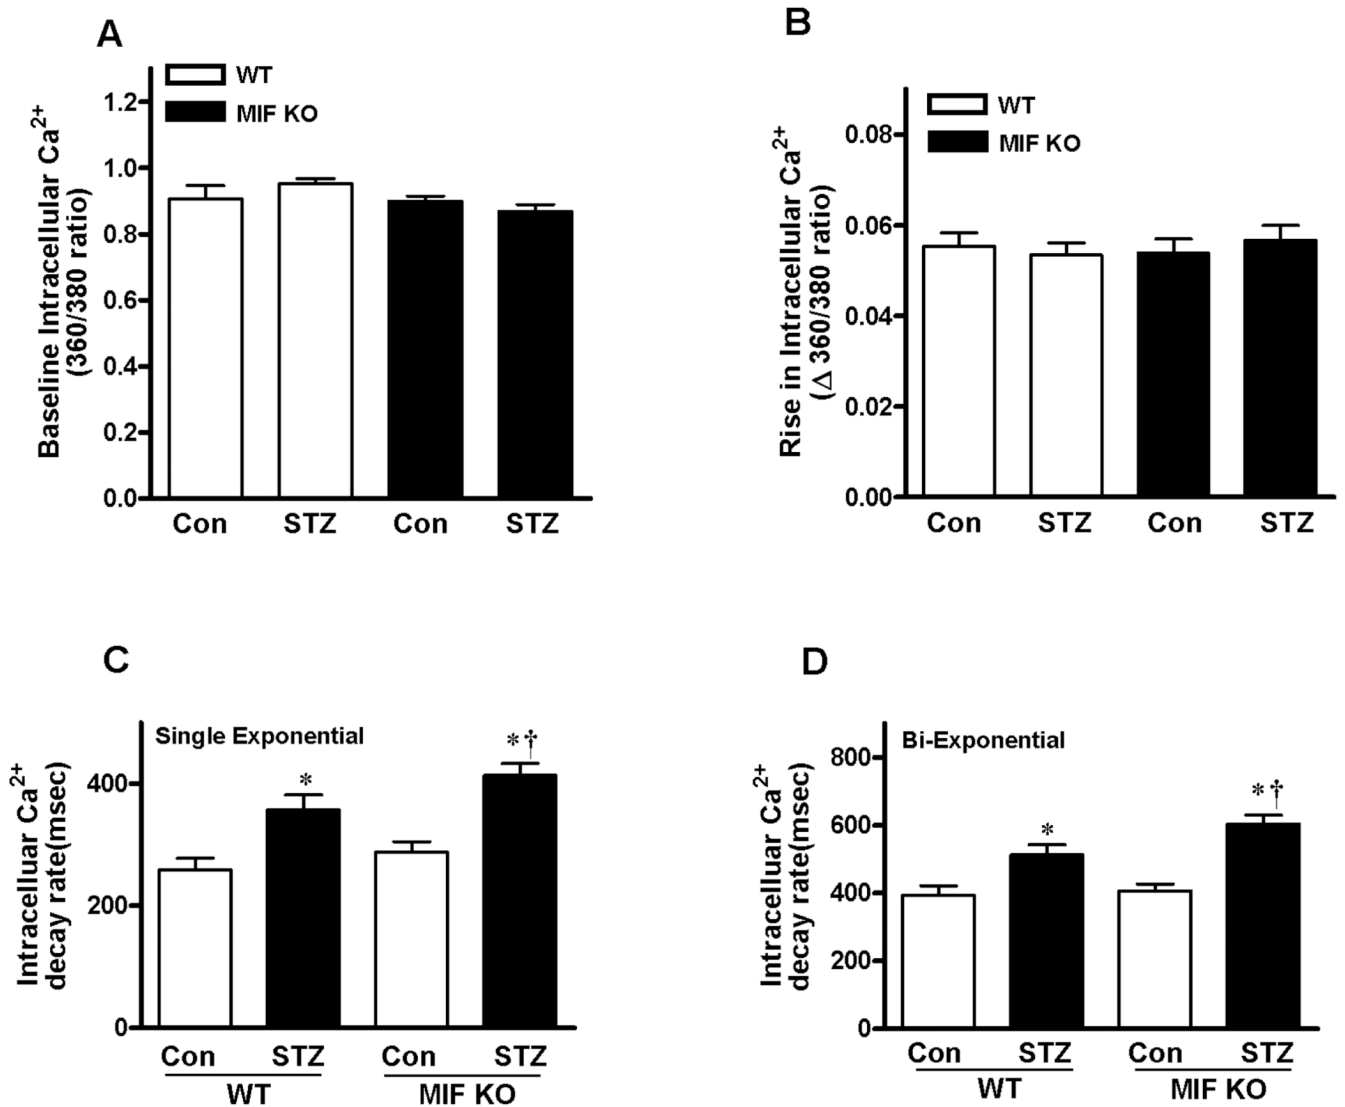 A
WT
MIF KO
Baseline Intracellular Ca2+
(360/380 ratio)
1.2
1.0
0.8
0.6
0.4
0.2
0.0
Con STZ Con STZ
B
WT
MIF KO
Rise in Intracellular Ca2+
(Δ 360/380 ratio)
0.08
0.06
0.04
0.02
0.00
Con STZ Con STZ
C
Single Exponential
Intracelluar Ca2+
decay rate(msec)
400
200
0
*
*†
Con STZ Con STZ
WT MIF KO
D
Bi-Exponential
Intracelluar Ca2+
decay rate(msec)
800
600
400
200
0
*
*†
Con STZ Con STZ
WT MIF KO